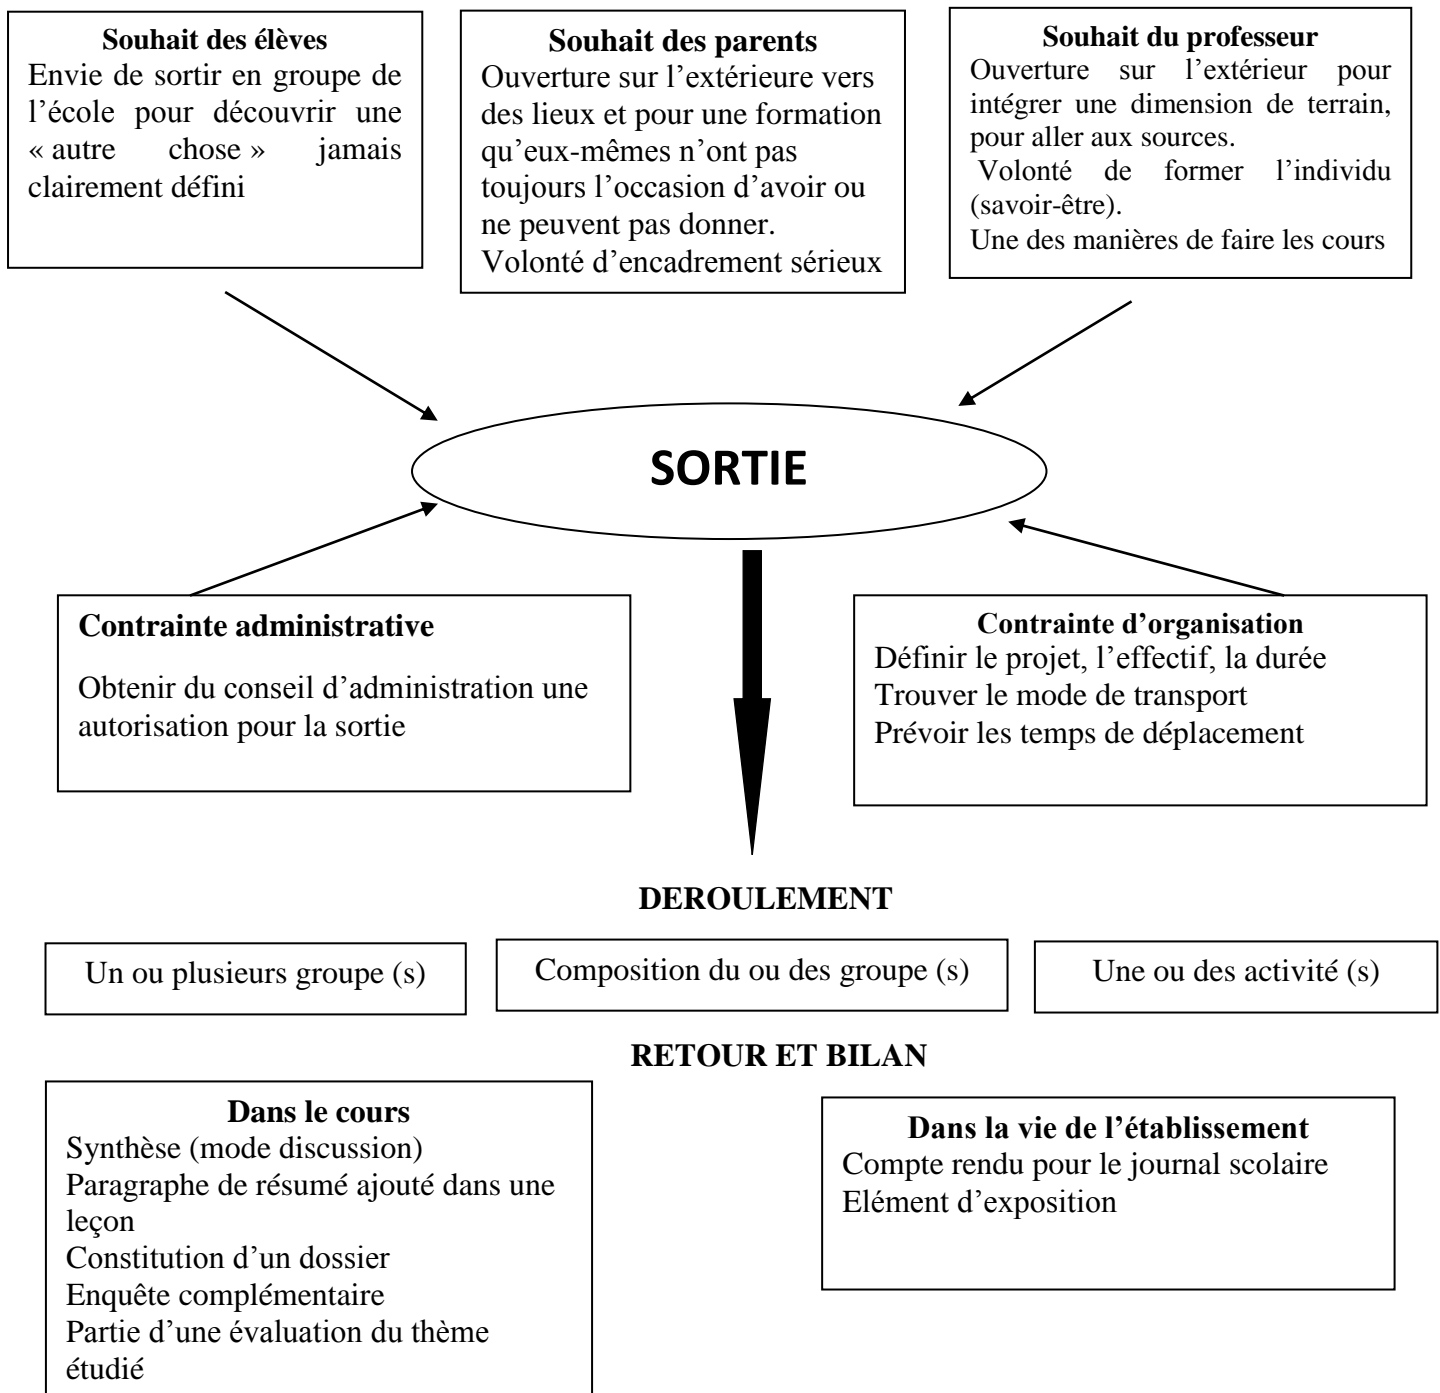 Souhait des élèves
Envie de sortir en groupe de
l’école pour découvrir une
« autre chose » jamais
clairement défini
Souhait des parents
Ouverture sur l’extérieure vers
des lieux et pour une formation
qu’eux-mêmes n’ont pas
toujours l’occasion d’avoir ou
ne peuvent pas donner.
Volonté d’encadrement sérieux
Souhait du professeur
Ouverture sur l’extérieur pour
intégrer une dimension de terrain,
pour aller aux sources.
Volonté de former l’individu
(savoir-être).
Une des manières de faire les cours
SORTIE
Contrainte administrative
Obtenir du conseil d’administration une
autorisation pour la sortie
Contrainte d’organisation
Définir le projet, l’effectif, la durée
Trouver le mode de transport
Prévoir les temps de déplacement
DEROULEMENT
Un ou plusieurs groupe (s)
Composition du ou des groupe (s)
Une ou des activité (s)
RETOUR ET BILAN
Dans le cours
Synthèse (mode discussion)
Paragraphe de résumé ajouté dans une
leçon
Constitution d’un dossier
Enquête complémentaire
Partie d’une évaluation du thème
étudié
Dans la vie de l’établissement
Compte rendu pour le journal scolaire
Elément d’exposition